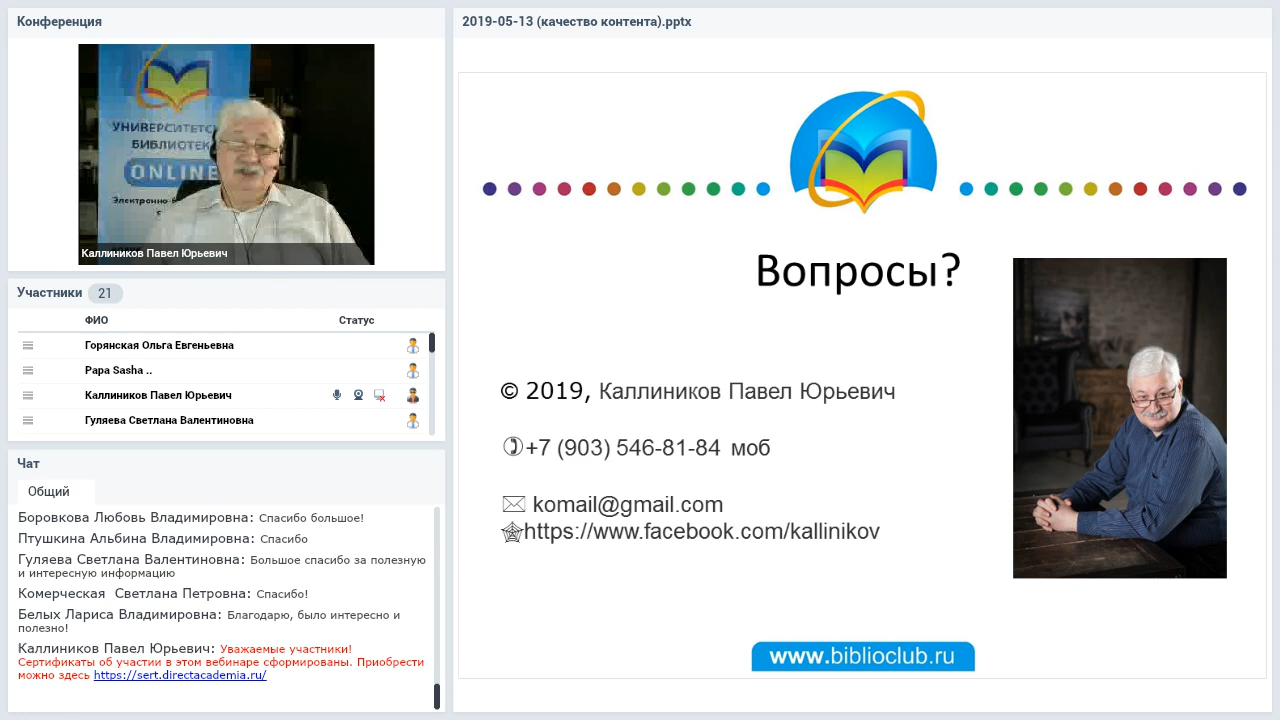 Конференция
УНИВЕРСИТЕТС
БИБЛИОТЕК
ONLINE
Каллиников Павел Юрьевич
Участники 21
ФИО Статус
Горянская Ольга Евгеньевна
Papa Sasha ..
Каллиников Павел Юрьевич
Гуляева Светлана Валентиновна
Чат
Общий
Боровкова Любовь Владимировна: Спасибо большое!
Птушкина Альбина Владимировна: Спасибо
Гуляева Светлана Валентиновна: Большое спасибо за полезную
и интересную информацию
Комерческая Светлана Петровна: Спасибо!
Белых Лариса Владимировна: Благодарю, было интересно и
полезно!
Каллиников Павел Юрьевич: Уважаемые участники!
Сертификаты об участии в этом вебинаре сформированы. Приобрести
можно здесь https://sert.directacademia.ru/
2019-05-13 (качество контента).pptx
Вопросы?
© 2019, Каллиников Павел Юрьевич
✆+7 (903) 546-81-84 моб
komail@gmail.com
https://www.facebook.com/kallinikov
www.biblioclub.ru